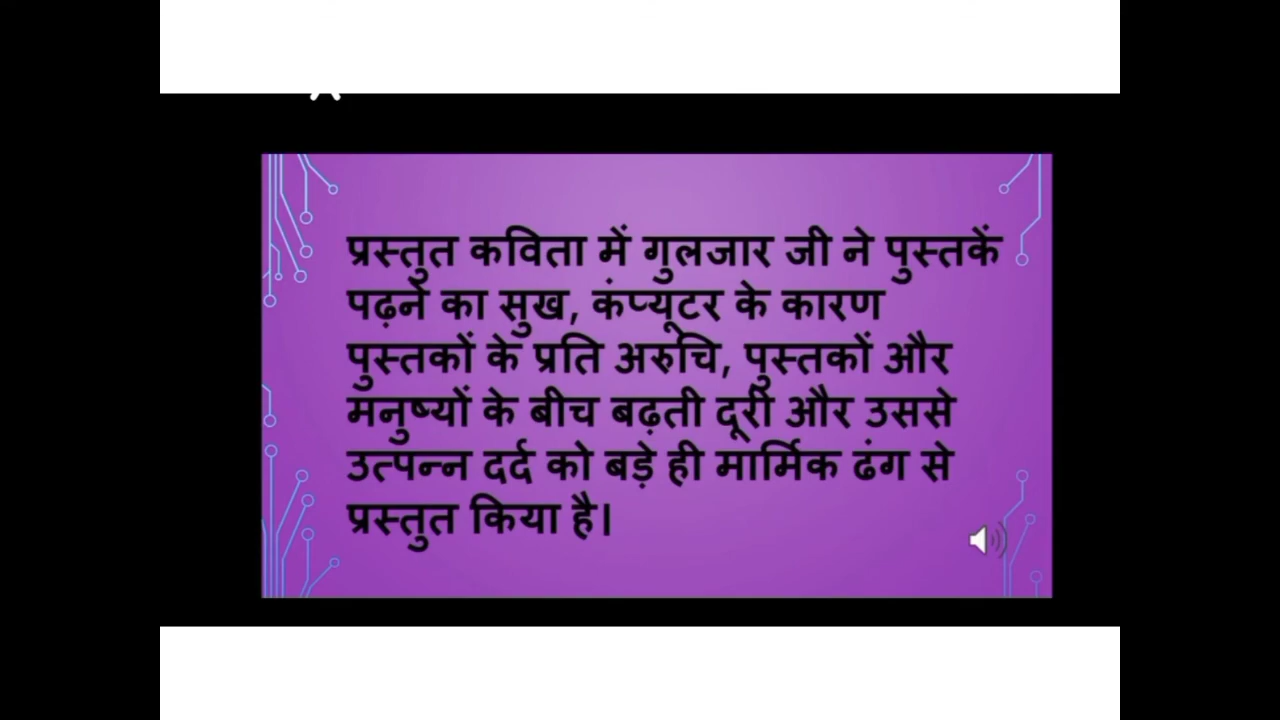 प्रस्तुत कविता में गुलजार जी ने पुस्तकें
पढ़ने का सुख, कंप्यूटर के कारण
पुस्तकों के प्रति अरुचि, पुस्तकों और
मनुष्यों के बीच बढ़ती दूरी और उससे
उत्पन्न दर्द को बड़े ही मार्मिक ढंग से
प्रस्तुत किया है।